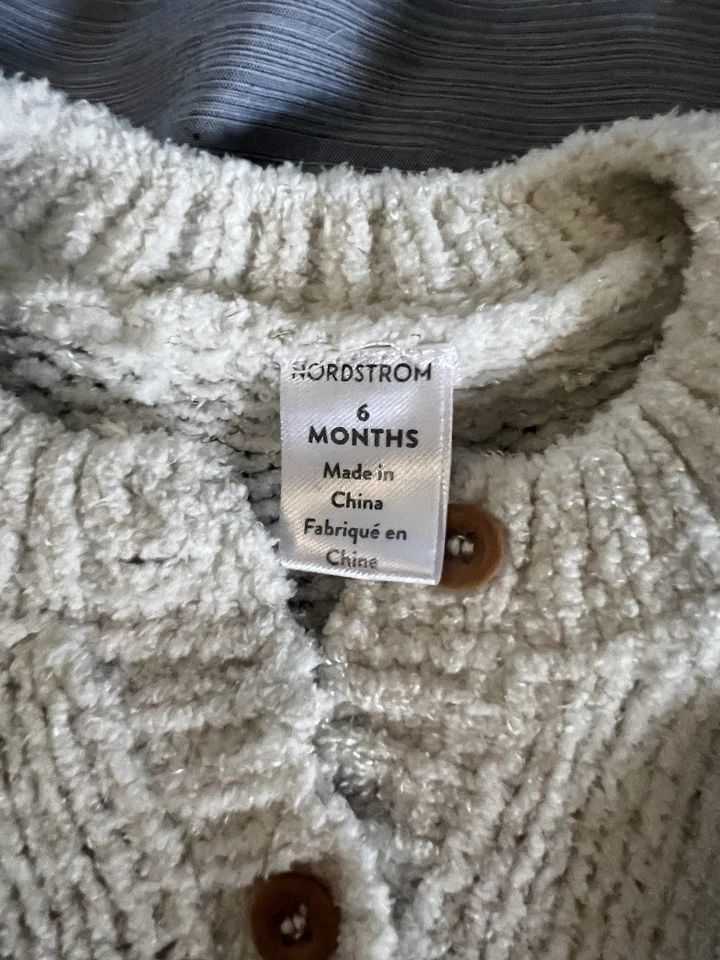 NORDSTROM
6
MONTHS
Made in
China
Fabriqué en
Chine